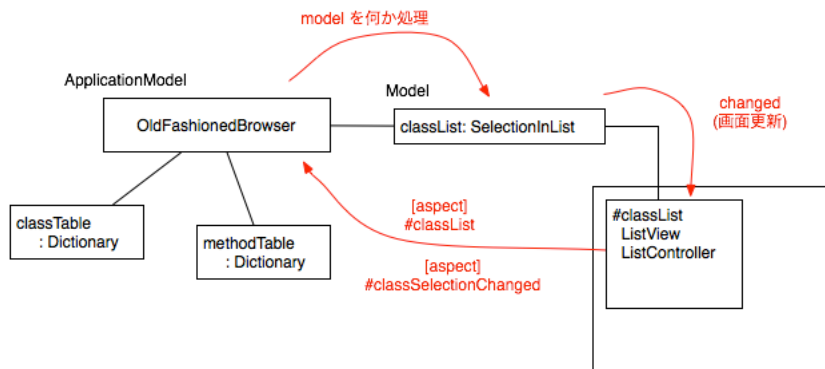 model を何か処理
ApplicationModel
Model
OldFashionedBrowser
classList: SelectionInList
changed
(画面更新)
classTable
: Dictionary
methodTable
: Dictionary
[aspect]
#classList
[aspect]
#classSelectionChanged
#classList
ListView
ListController